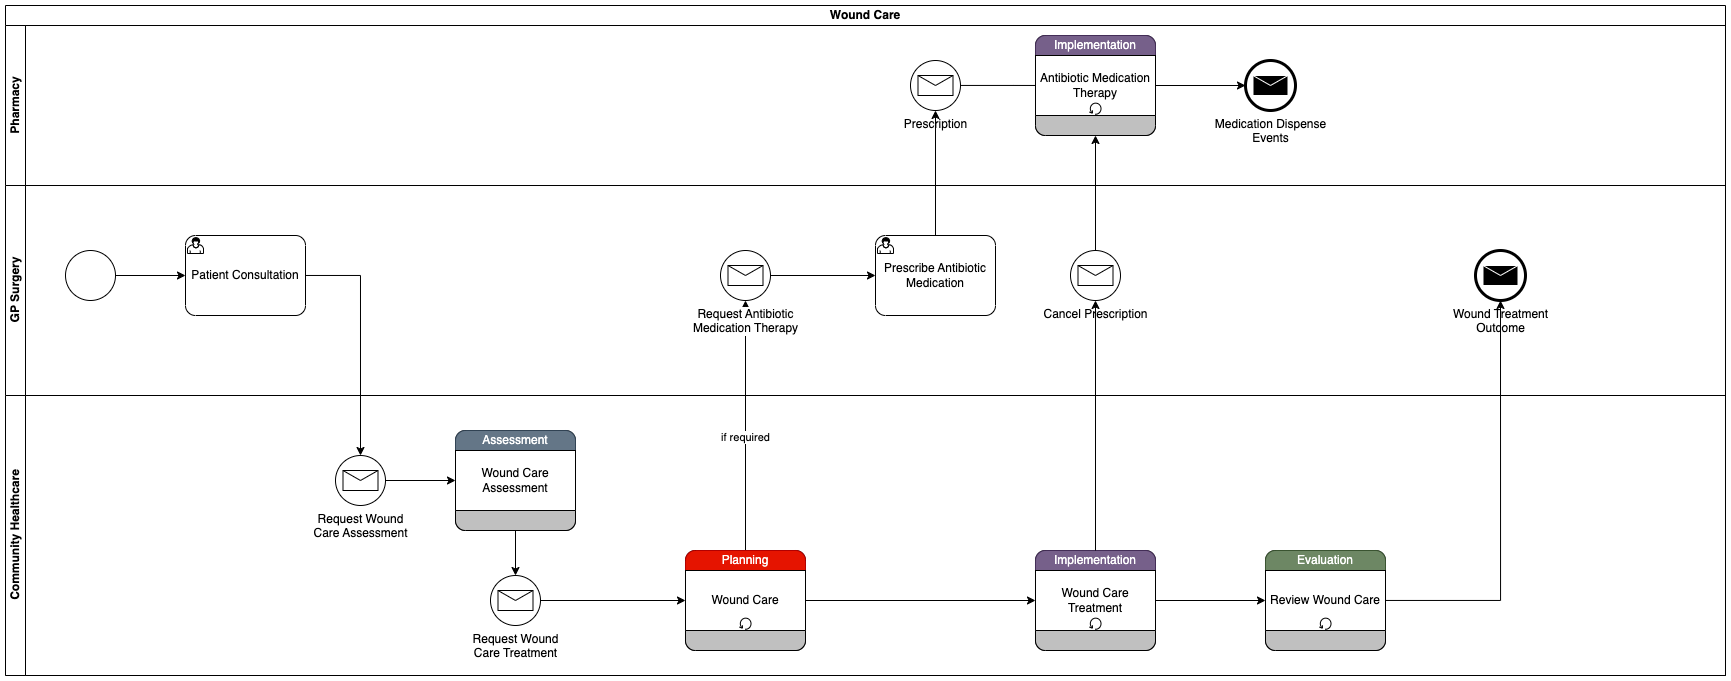 Wound Care
Pharmacy
Prescription
Implementation
Antibiotic Medication
Therapy
Medication Dispense
Events
GP Surgery
Patient Consultation
Request Antibiotic
Medication Therapy
Prescribe Antibiotic
Medication
Cancel Prescription
Wound Treatment
Outcome
Community Healthcare
if required
Request Wound
Care Assessment
Assessment
Wound Care
Assessment
Request Wound
Care Treatment
Planning
Wound Care
Implementation
Wound Care
Treatment
Evaluation
Review Wound Care